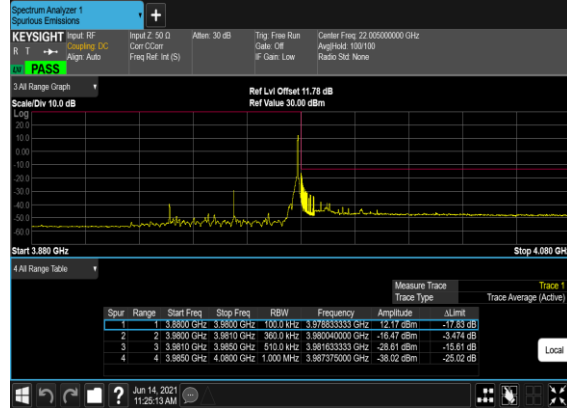 Spectrum Analyzer 1
Spurious Emissions
KEYSIGHT Input: RF Input Z: 50 Ω Atten: 30 dB Trig: Free Run Center Freq: 22.005000000 GHz
R T Coupling: DC Corr CCorr Gate: Off Avg|Hold: 100/100
Align: Auto Freq Ref: Int (S) IF Gain: Low Radio Std: None
PASS
3 All Range Graph
Ref Lvl Offset 11.78 dB
Scale/Div 10.0 dB Ref Value 30.00 dBm
Log
20.0
10.0
0.00
-10.0
-20.0
-30.0
-40.0
-50.0
-60.0
Start 3.880 GHz Stop 4.080 GHz
4 All Range Table
Measure Trace Trace 1
Trace Type Trace Average (Active)
Spur Range Start Freq Stop Freq RBW Frequency Amplitude ΔLimit
1 1 3.8800 GHz 3.9800 GHz 100.0 kHz 3.978833333 GHz 12.17 dBm -17.83 dB
2 2 3.9800 GHz 3.9810 GHz 360.0 kHz 3.980040000 GHz -16.47 dBm -3.474 dB
3 3 3.9810 GHz 3.9850 GHz 510.0 kHz 3.981633333 GHz -28.61 dBm -15.61 dB
4 4 3.9850 GHz 4.0800 GHz 1.000 MHz 3.987375000 GHz -38.02 dBm -25.02 dB
Local
Jun 14, 2021
11:25:13 AM